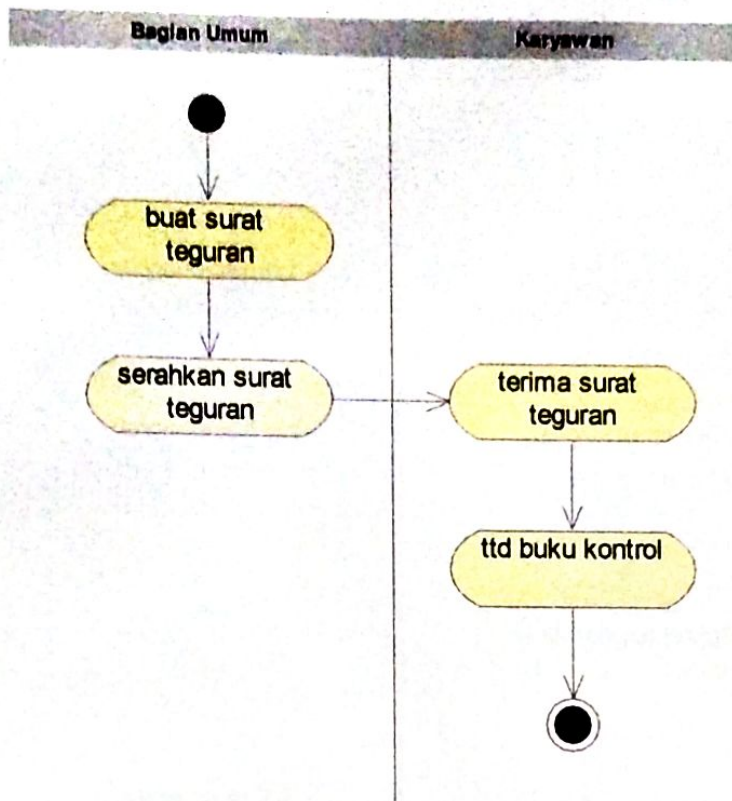 Bagian Umum
Karyawan
buat surat
teguran
serahkan surat
teguran
terima surat
teguran
ttd buku kontrol